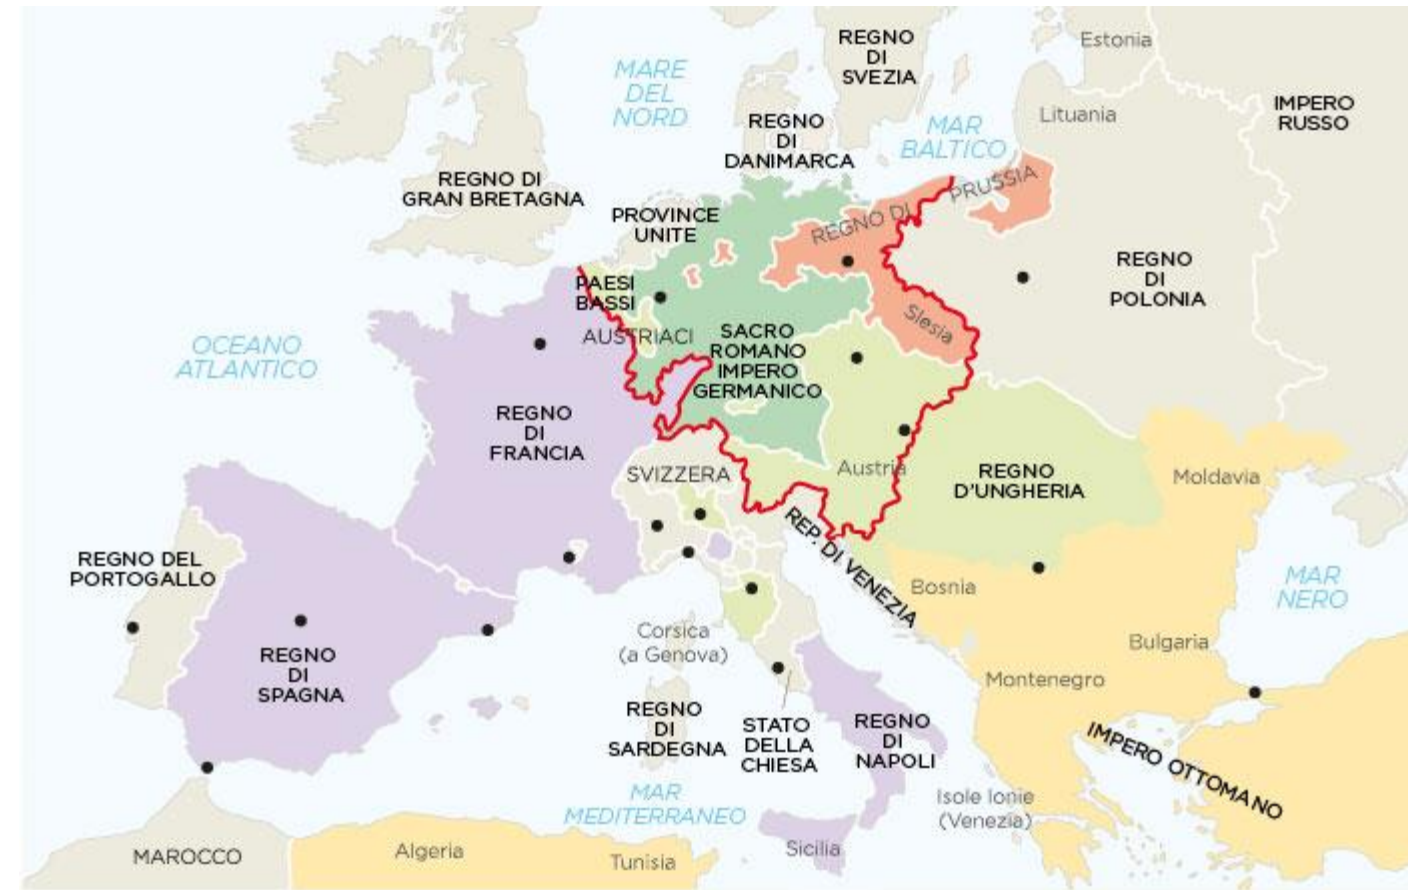 REGNO
DI
SVEZIA
Estonia
MARE
DEL
NORD
IMPERO
RUSSO
Lituania
REGNO
DI
DANIMARCA
MAR
BALTICO
REGNO DI
GRAN BRETAGNA
PROVINCE
UNITE
REGNO DI PRUSSIA
REGNO
DI
POLONIA
PAESI
BASSI
AUSTRIACI
Slesia
SACRO
ROMANO
IMPERO
GERMANICO
OCEANO
ATLANTICO
REGNO
DI
FRANCIA
SVIZZERA
Austria
REGNO
D'UNGHERIA
Moldavia
REP. DI VENEZIA
REGNO DEL
PORTOGALLO
Bosnia
MAR
NERO
Corsica
(a Genova)
Bulgaria
REGNO
DI
SPAGNA
Montenegro
REGNO
DI
SARDEGNA
STATO
DELLA
CHIESA
REGNO
DI
NAPOLI
IMPERO OTTOMANO
MAR
MEDITERRANEO
Isole Ionie
(Venezia)
MAROCCO
Algeria
Tunisia
Sicilia